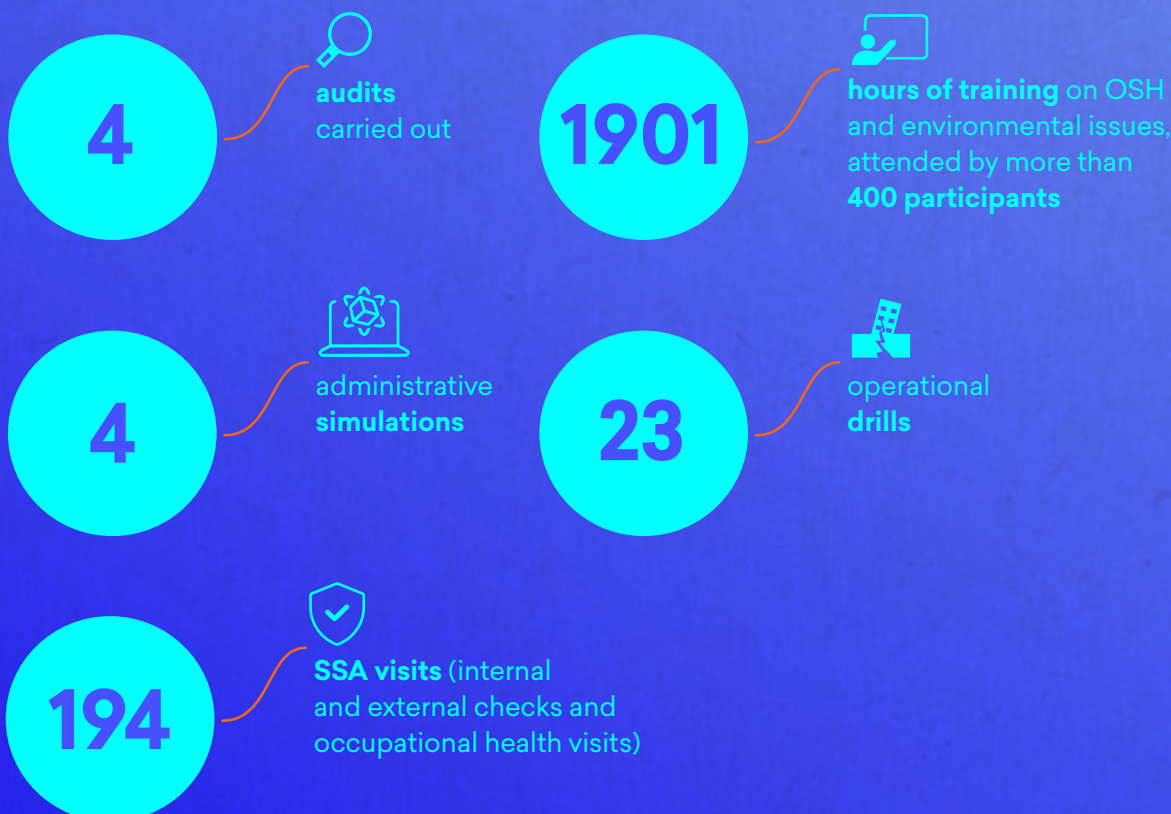 4
audits
carried out
1901
hours of training on OSH
and environmental issues,
attended by more than
400 participants
4
administrative
simulations
23
operational
drills
194
SSA visits (internal
and external checks and
occupational health visits)